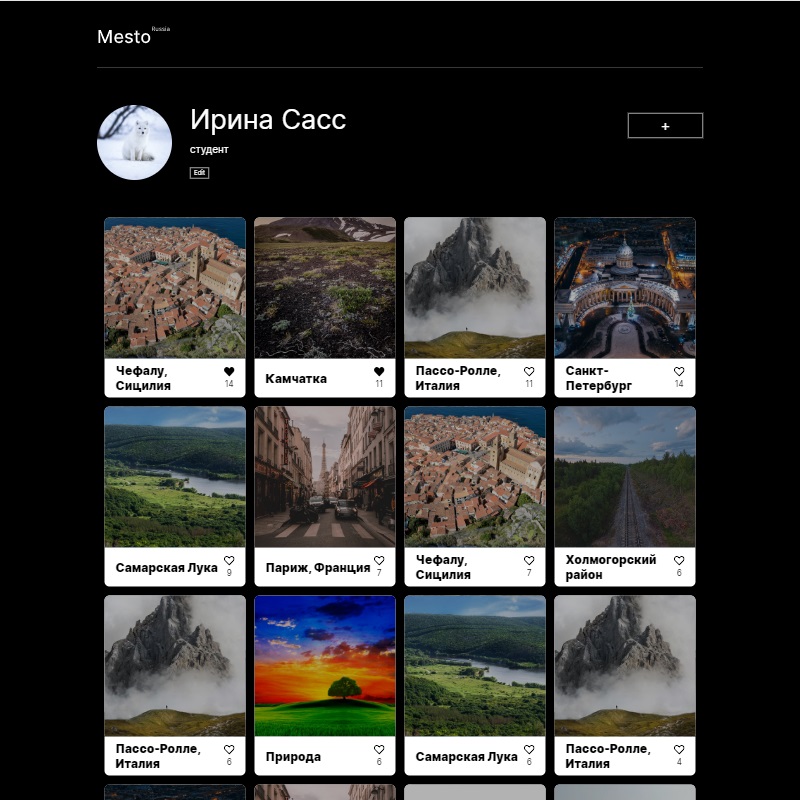 Mesto Russia
Ирина Сасс
+
студент
Edit
Чефалу,
Сицилия
14
Камчатка
11
Пассо-Ролле,
Италия
11
Санкт-
Петербург
14
Самарская Лука
9
Париж, Франция
7
Чефалу,
Сицилия
7
Холмогорский
район
6
Пассо-Ролле,
Италия
6
Природа
6
Самарская Лука
6
Пассо-Ролле,
Италия
4